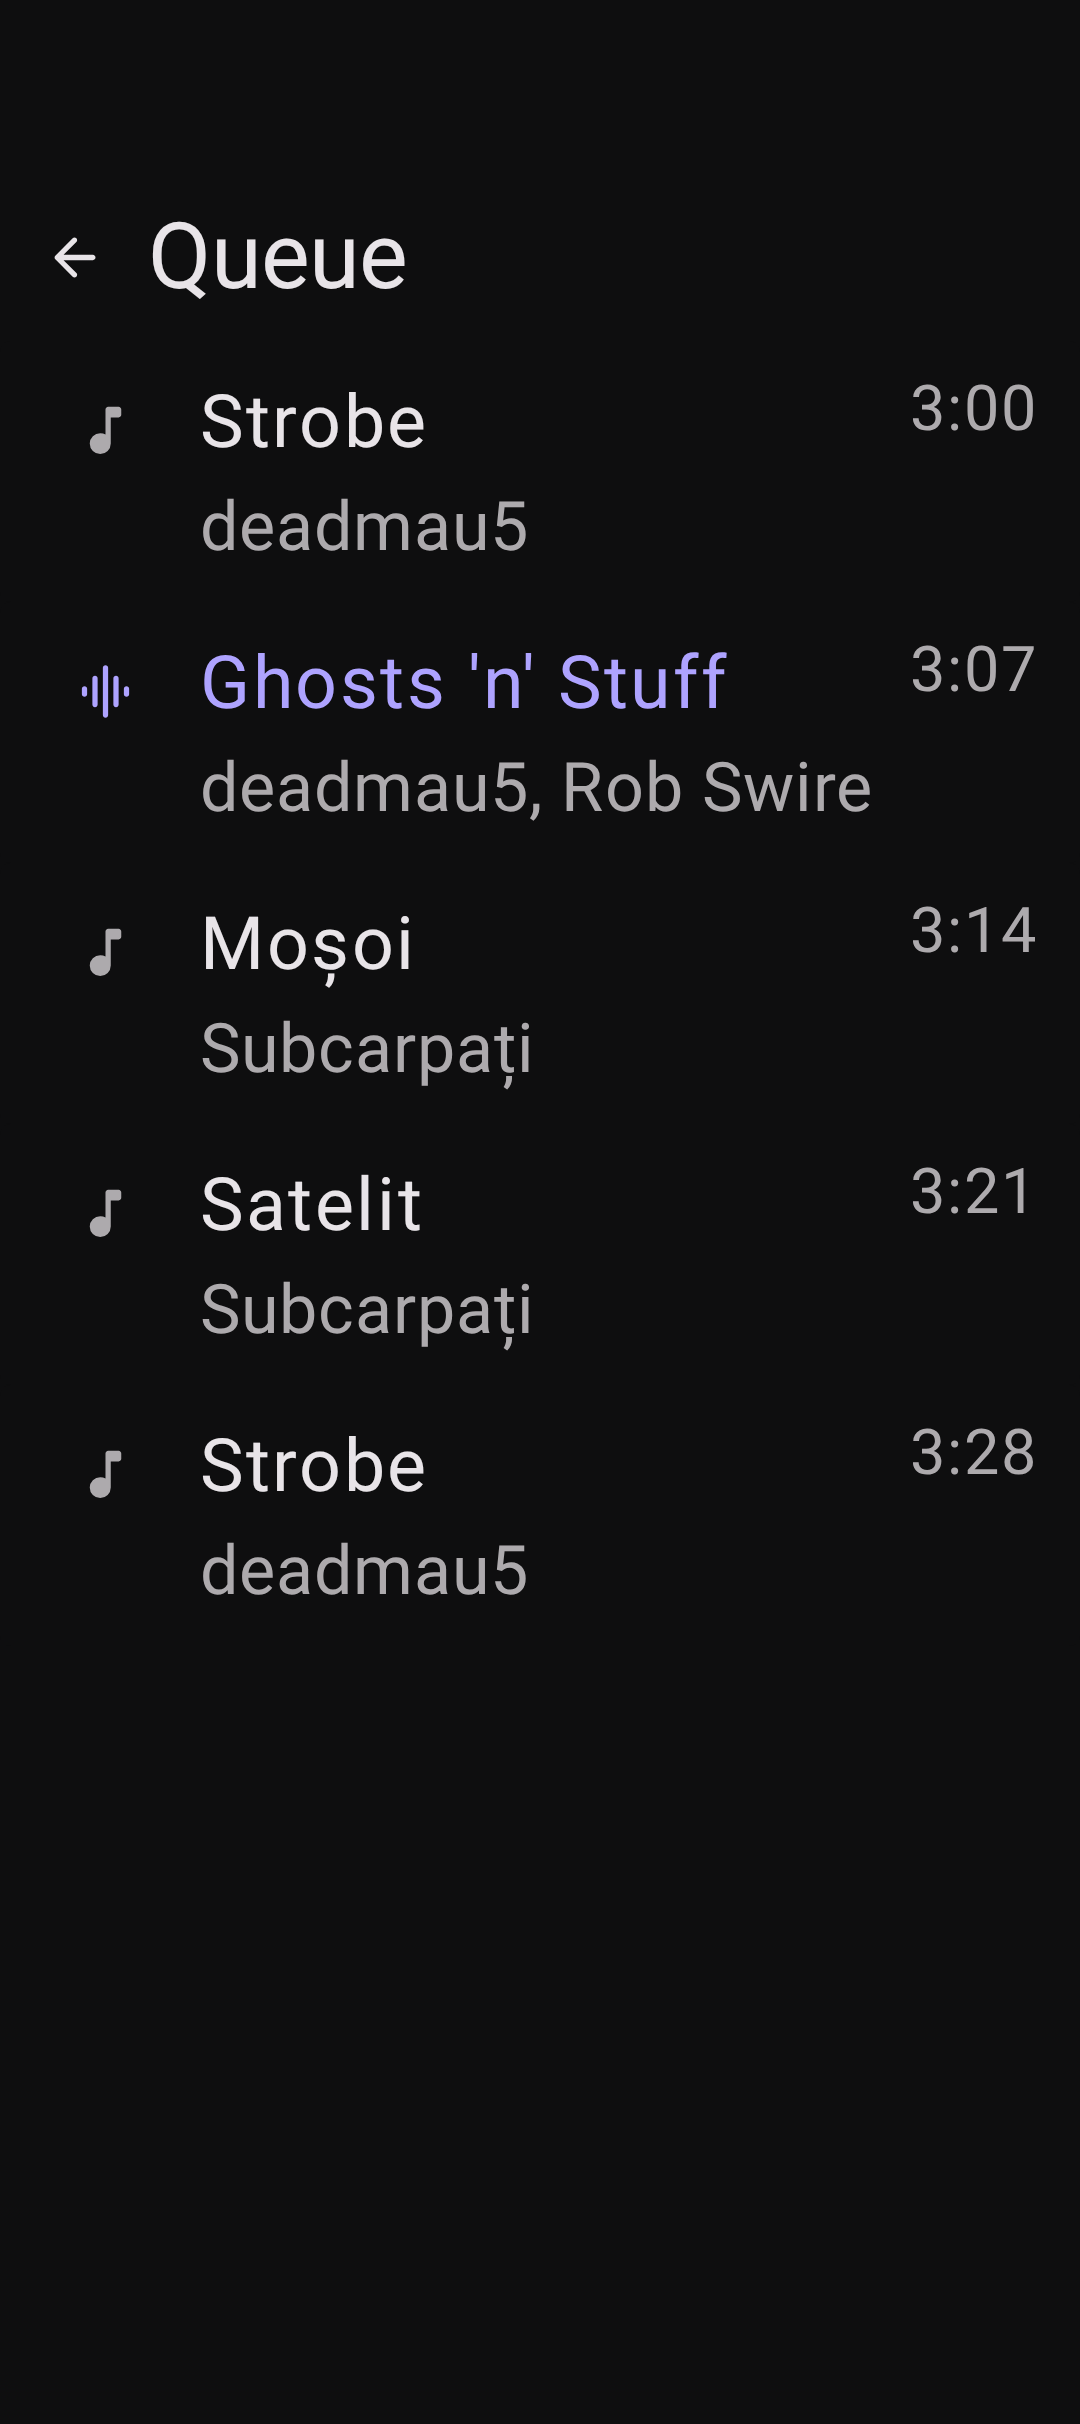 Queue
Strobe 3:00
deadmau5
Ghosts 'n' Stuff 3:07
deadmau5, Rob Swire
Moșoi 3:14
Subcarpați
Satelit 3:21
Subcarpați
Strobe 3:28
deadmau5